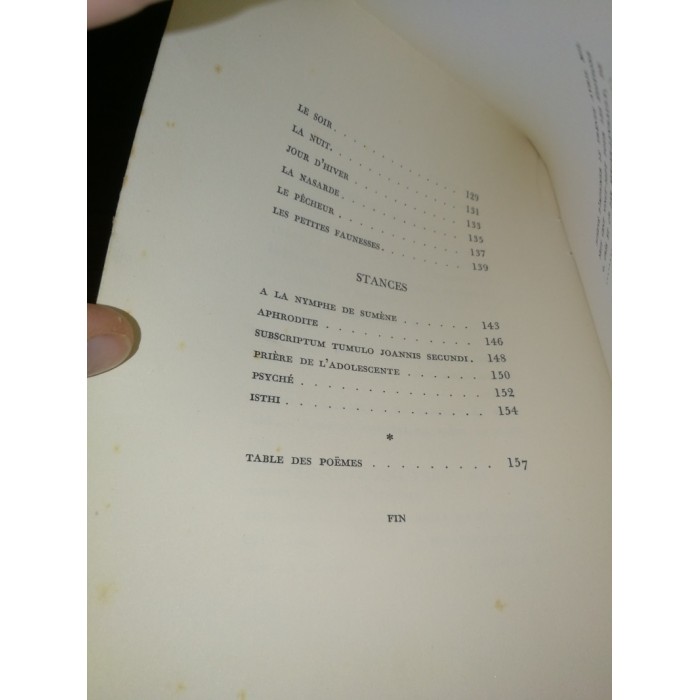 LE SOIR. . . . . . . . . . 129
LA NUIT. . . . . . . . . . 131
JOUR D'HIVER . . . . . . . . . . 133
LA NASARDE. . . . . . . . . . 135
LE PÊCHEUR . . . . . . . . . . 137
LES PETITES FAUNESSES. . . . . . . . 139
STANCES
A LA NYMPHE DE SUMÈNE . . . . . . 143
APHRODITE . . . . . . . . . . 146
SUBSCRIPTUM TUMULO JOANNIS SECUNDI. 148
PRIÈRE DE L'ADOLESCENTE . . . . . 150
PSYCHÉ . . . . . . . . . . 152
ISTHI . . . . . . . . . . 154
*
TABLE DES POËMES . . . . . . . . 157
FIN